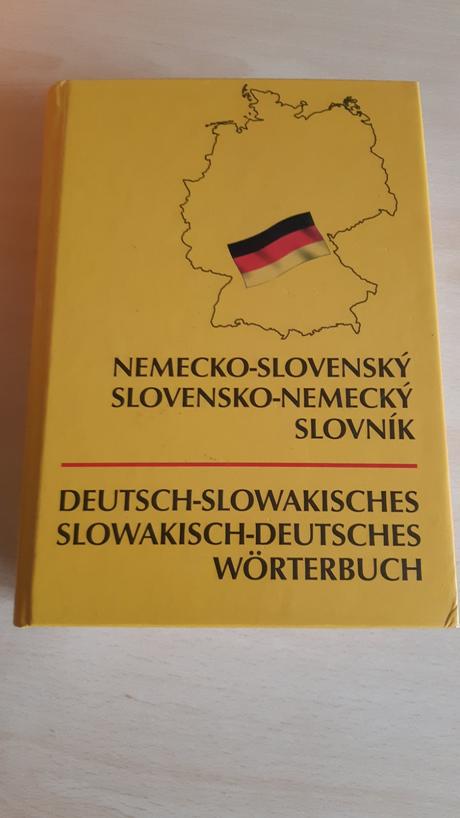 NEMECKO-SLOVENSKÝ
SLOVENSKO-NEMECKÝ
SLOVNÍK
DEUTSCH-SLOWAKISCHES
SLOWAKISCH-DEUTSCHES
WÖRTERBUCH